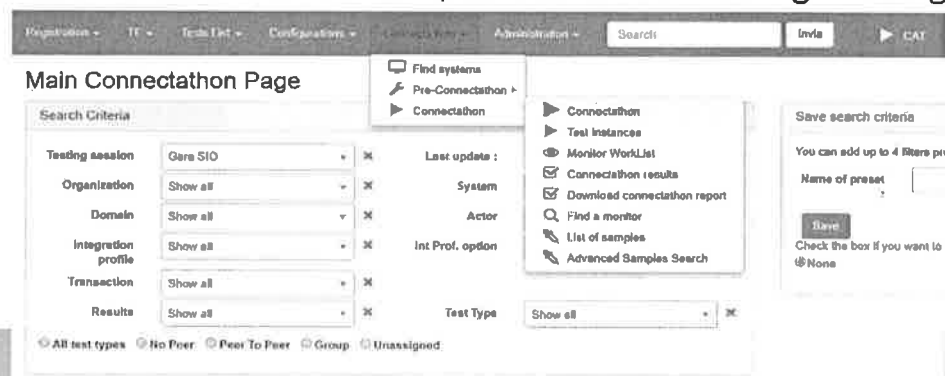 Registration TF Tests List Configurations Connectathon Administration Search Invia CAT
Find systems
Pre-Connectathon
Connectathon
Main Connectathon Page
Connectathon
Test Instances
Monitor WorkList
Connectathon results
Download connectathon report
Find a monitor
List of samples
Advanced Samples Search
Search Criteria
Testing session Gara SIO Last update :
Organization Show all System
Domain Show all Actor
Integration profile Show all Int Prof. option
Transaction Show all
Results Show all Test Type Show all
All test types No Peer Peer To Peer Group Unassigned
Save search criteria
You can add up to 4 filters
Name of preset
Save
Check the box if you want to
None